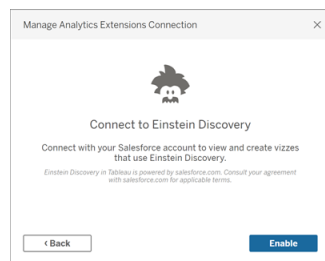 Manage Analytics Extensions Connection
Connect to Einstein Discovery
Connect with your Salesforce account to view and create vizzes
that use Einstein Discovery.
Einstein Discovery in Tableau is powered by salesforce.com. Consult your agreement
with salesforce.com for applicable terms.
Back
Enable